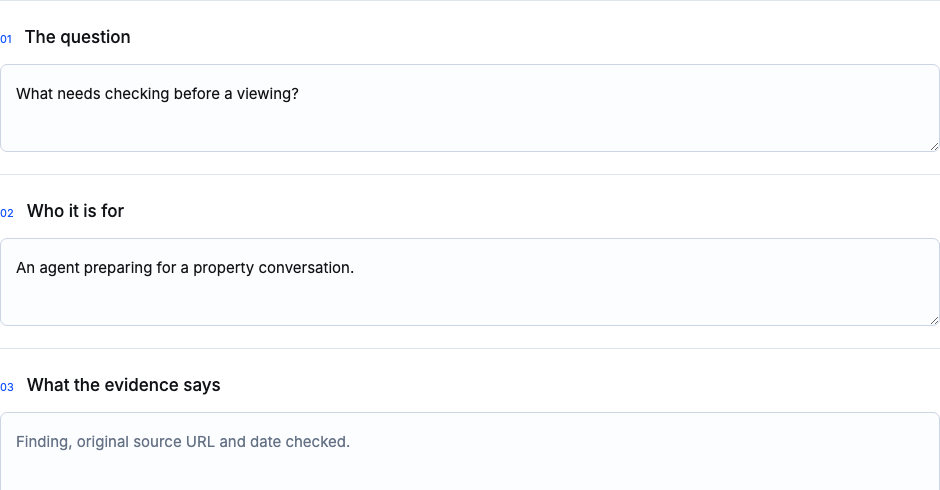 01 The question
What needs checking before a viewing?
02 Who it is for
An agent preparing for a property conversation.
03 What the evidence says
Finding, original source URL and date checked.